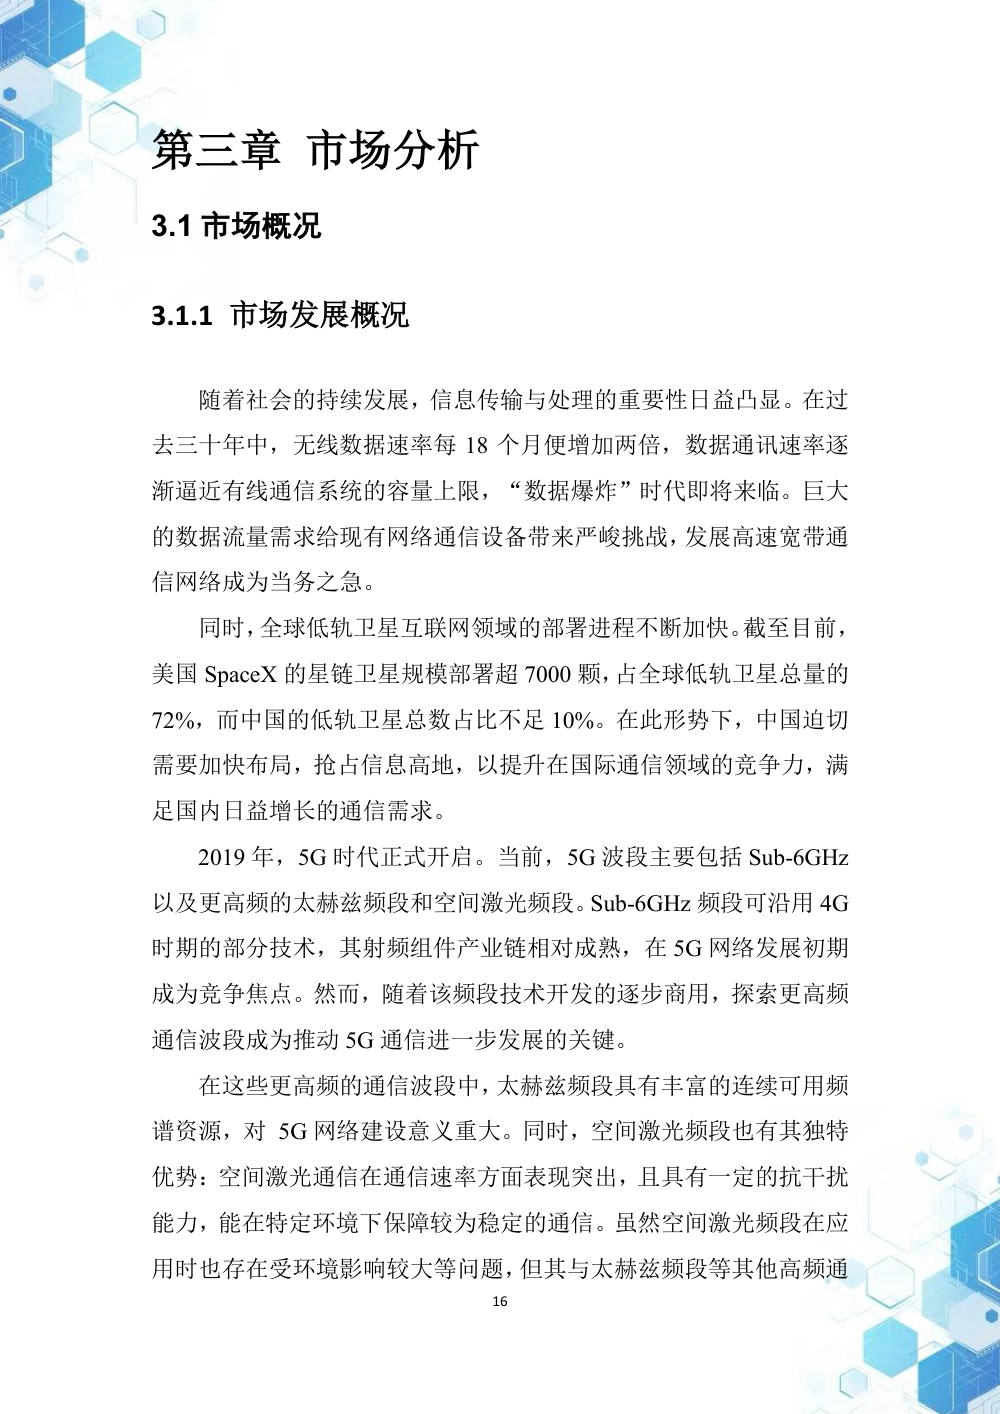 第三章 市场分析
3.1 市场概况
3.1.1 市场发展概况
随着社会的持续发展，信息传输与处理的重要性日益凸显。在过
去三十年中，无线数据速率每 18 个月便增加两倍，数据通讯速率逐
渐逼近有线通信系统的容量上限，“数据爆炸”时代即将来临。巨大
的数据流量需求给现有网络通信设备带来严峻挑战，发展高速宽带通
信网络成为当务之急。
同时，全球低轨卫星互联网领域的部署进程不断加快。截至目前，
美国 SpaceX 的星链卫星规模部署超 7000 颗，占全球低轨卫星总量的
72%，而中国的低轨卫星总数占比不足 10%。在此形势下，中国迫切
需要加快布局，抢占信息高地，以提升在国际通信领域的竞争力，满
足国内日益增长的通信需求。
2019 年，5G 时代正式开启。当前，5G 波段主要包括 Sub-6GHz
以及更高频的太赫兹频段和空间激光频段。Sub-6GHz 频段可沿用 4G
时期的部分技术，其射频组件产业链相对成熟，在 5G 网络发展初期
成为竞争焦点。然而，随着该频段技术开发的逐步商用，探索更高频
通信波段成为推动 5G 通信进一步发展的关键。
在这些更高频的通信波段中，太赫兹频段具有丰富的连续可用频
谱资源，对 5G 网络建设意义重大。同时，空间激光频段也有其独特
优势：空间激光通信在通信速率方面表现突出，且具有一定的抗干扰
能力，能在特定环境下保障较为稳定的通信。虽然空间激光频段在应
用时也存在受环境影响较大等问题，但其与太赫兹频段等其他高频通
16